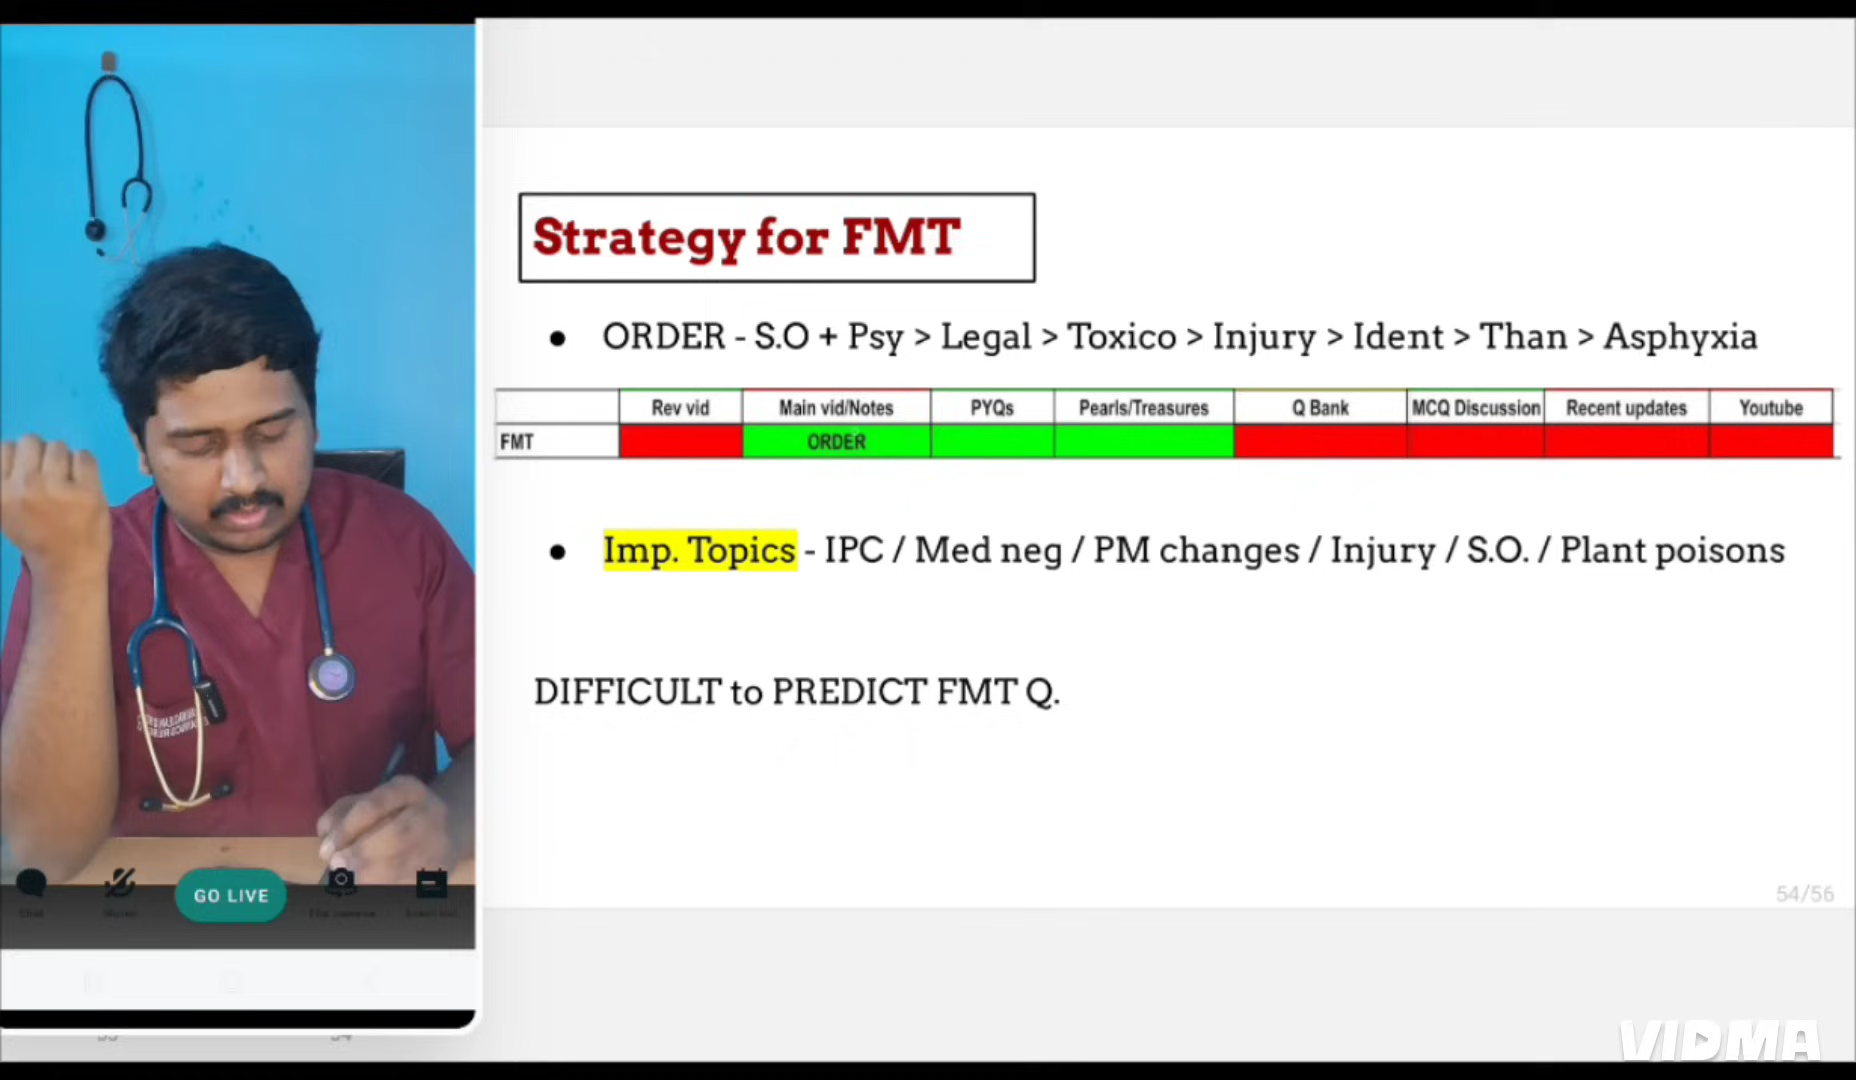 Strategy for FMT
● ORDER - S.O + Psy > Legal > Toxico > Injury > Ident > Than > Asphyxia
Rev vid Main vid/Notes PYQs Pearls/Treasures Q Bank MCQ Discussion Recent updates Youtube
FMT ORDER
● Imp. Topics - IPC / Med neg / PM changes / Injury / S.O. / Plant poisons
DIFFICULT to PREDICT FMT Q.
54/56
GO LIVE
Chat
VIDMA